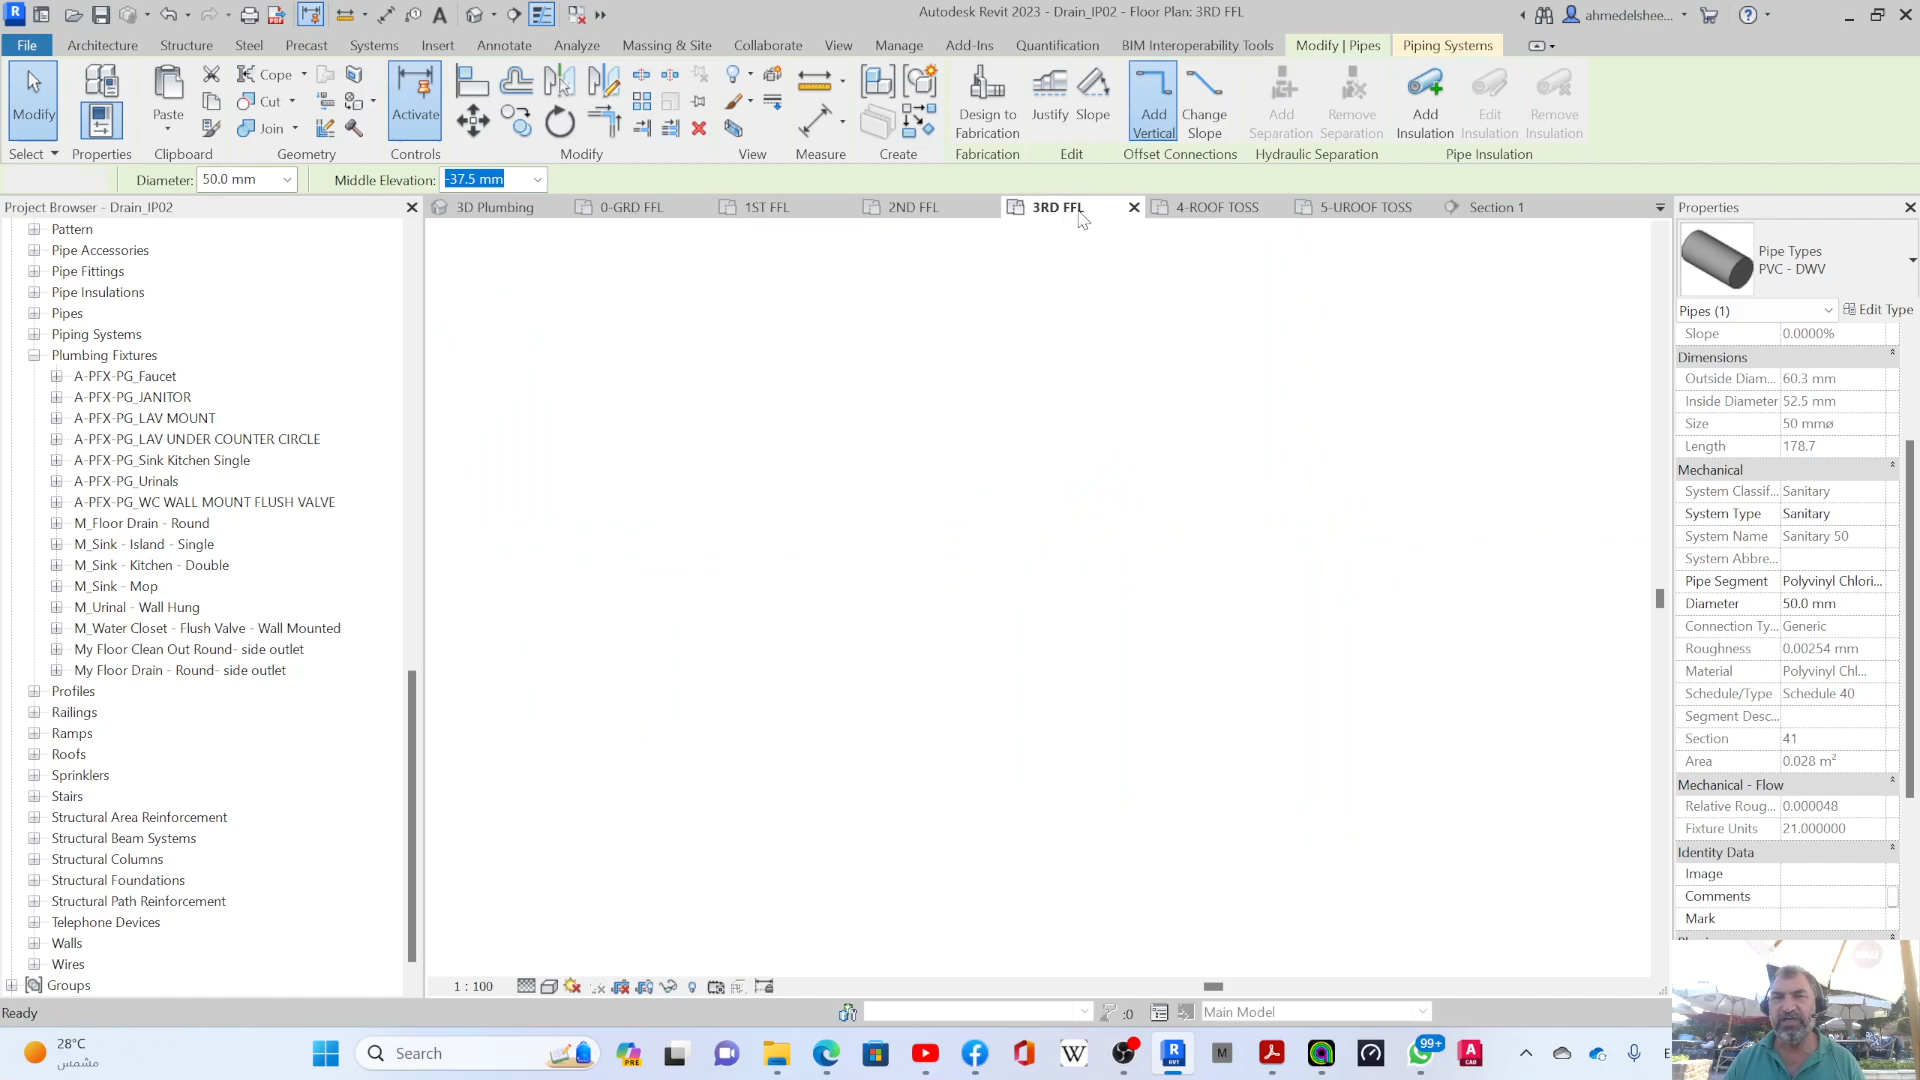 Autodesk Revit 2023 - Drain_IP02 - Floor Plan: 3RD FFL
ahmedelshee...
File Architecture Structure Steel Precast Systems Insert Annotate Analyze Massing & Site Collaborate View Manage Add-Ins Quantification BIM Interoperability Tools Modify | Pipes Piping Systems
Modify
Paste
Cope
Cut
Join
Activate
Design to Fabrication
Justify
Slope
Add Vertical
Change Slope
Add Separation
Remove Separation
Add Insulation
Edit Insulation
Remove Insulation
Select Properties Clipboard Geometry Controls Modify View Measure Create Fabrication Edit Offset Connections Hydraulic Separation Pipe Insulation
Diameter: 50.0 mm Middle Elevation: -37.5 mm
Project Browser - Drain_IP02
3D Plumbing 0-GRD FFL 1ST FFL 2ND FFL 3RD FFL 4-ROOF TOSS 5-UROOF TOSS Section 1
Pattern
Pipe Accessories
Pipe Fittings
Pipe Insulations
Pipes
Piping Systems
Plumbing Fixtures
A-PFX-PG_Faucet
A-PFX-PG_JANITOR
A-PFX-PG_LAV MOUNT
A-PFX-PG_LAV UNDER COUNTER CIRCLE
A-PFX-PG_Sink Kitchen Single
A-PFX-PG_Urinals
A-PFX-PG_WC WALL MOUNT FLUSH VALVE
M_Floor Drain - Round
M_Sink - Island - Single
M_Sink - Kitchen - Double
M_Sink - Mop
M_Urinal - Wall Hung
M_Water Closet - Flush Valve - Wall Mounted
My Floor Clean Out Round- side outlet
My Floor Drain - Round- side outlet
Profiles
Railings
Ramps
Roofs
Sprinklers
Stairs
Structural Area Reinforcement
Structural Beam Systems
Structural Columns
Structural Foundations
Structural Path Reinforcement
Telephone Devices
Walls
Wires
Groups
Properties
Pipe Types
PVC - DWV
Pipes (1) Edit Type
Slope 0.0000%
Dimensions
Outside Diam... 60.3 mm
Inside Diameter 52.5 mm
Size 50 mmø
Length 178.7
Mechanical
System Classif... Sanitary
System Type Sanitary
System Name Sanitary 50
System Abbre...
Pipe Segment Polyvinyl Chlori...
Diameter 50.0 mm
Connection Ty... Generic
Roughness 0.00254 mm
Material Polyvinyl Chl...
Schedule/Type Schedule 40
Segment Desc...
Section 41
Area 0.028 m²
Mechanical - Flow
Relative Roug... 0.000048
Fixture Units 21.000000
Identity Data
Image
Comments
Mark
1 : 100
Ready
:0
Main Model
28°C
مشمس
Search
PRE
99+